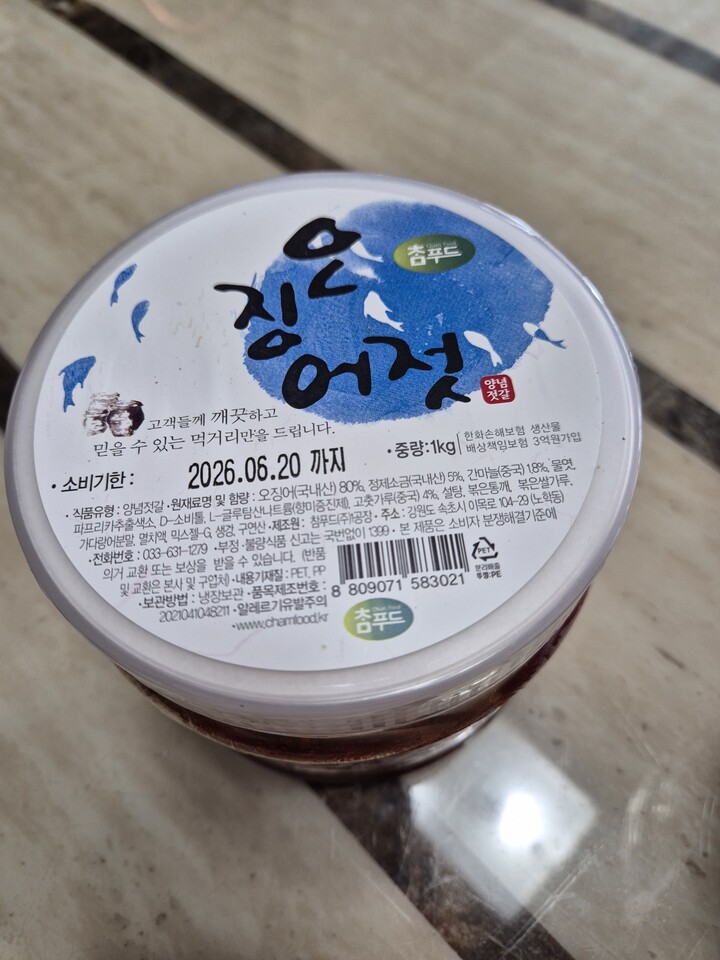 Cham Food
참푸드
오징어젓
양념
젓갈
고객들께 깨끗하고
믿을 수 있는 먹거리만을 드립니다.
• 소비기한 : 2026.06.20 까지
• 중량:1kg
한화손해보험 생산물
배상책임보험 3억원가입
• 식품유형 : 양념젓갈 • 원재료명 및 함량 : 오징어(국내산) 80%, 정제소금(국내산) 5%, 간마늘(중국) 1.8%, 물엿,
파프리카추출색소, D-소비톨, L-글루탐산나트륨(향미증진제), 고춧가루(중국) 4%, 설탕, 볶은통깨, 볶은쌀가루,
가다랑어분말, 멸치액, 믹스젤-G, 생강, 구연산 • 제조원 : 참푸드(주)1공장 • 주소 : 강원도 속초시 이목로 104-29 (노학동)
• 전화번호 : 033-631-1279 • 부정 • 불량식품 신고는 국번없이 1399 • 본 제품은 소비자 분쟁해결기준에
의거 교환 또는 보상을 받을 수 있습니다. (반품
및 교환은 본사 및 구입처) • 내용기재질 : PET, PP
• 보관방법 : 냉장보관 • 품목제조번호 :
2021041048211 • 알레르기유발주의
• www.chamfood.kr
8 809071 583021
PET
분리배출
뚜껑:PE
Cham Food
참푸드